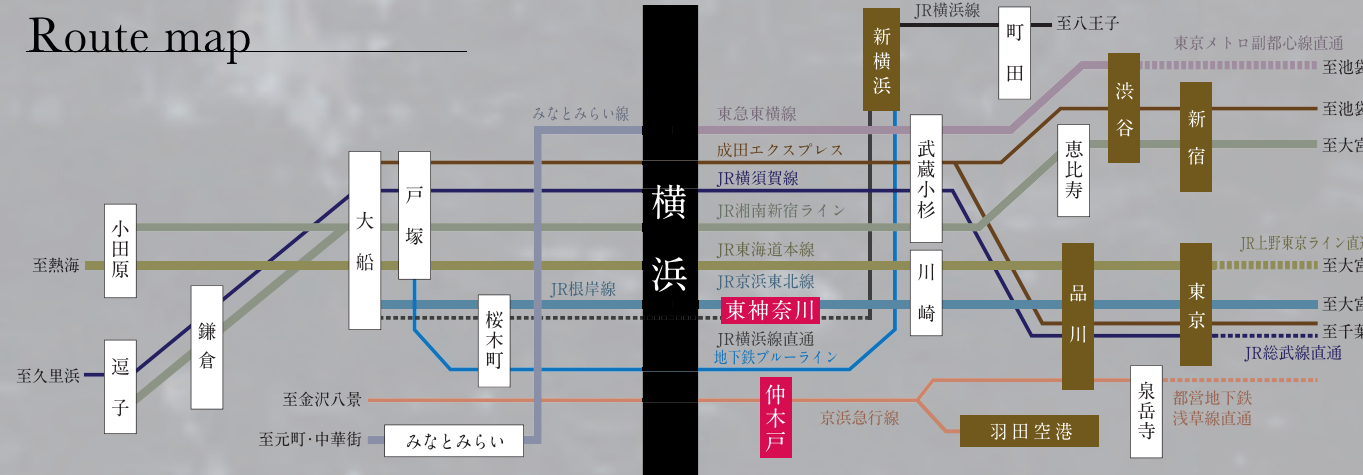 Route map
JR横浜線
至八王子
町田
新横浜
東京メトロ副都心線直通
至池袋
渋谷
新宿
至池袋
みなとみらい線
東急東横線
恵比寿
至大宮
成田エクスプレス
武蔵小杉
大船
戸塚
JR横須賀線
横浜
小田原
JR湘南新宿ライン
JR上野東京ライン直通
至熱海
JR東海道本線
川崎
品川
東京
至大宮
JR根岸線
JR京浜東北線
至大宮
鎌倉
桜木町
東神奈川
至千葉
逗子
JR横浜線直通
JR総武線直通
地下鉄ブルーライン
至久里浜
泉岳寺
仲木戸
至金沢八景
京浜急行線
都営地下鉄
浅草線直通
至元町・中華街
みなとみらい
羽田空港